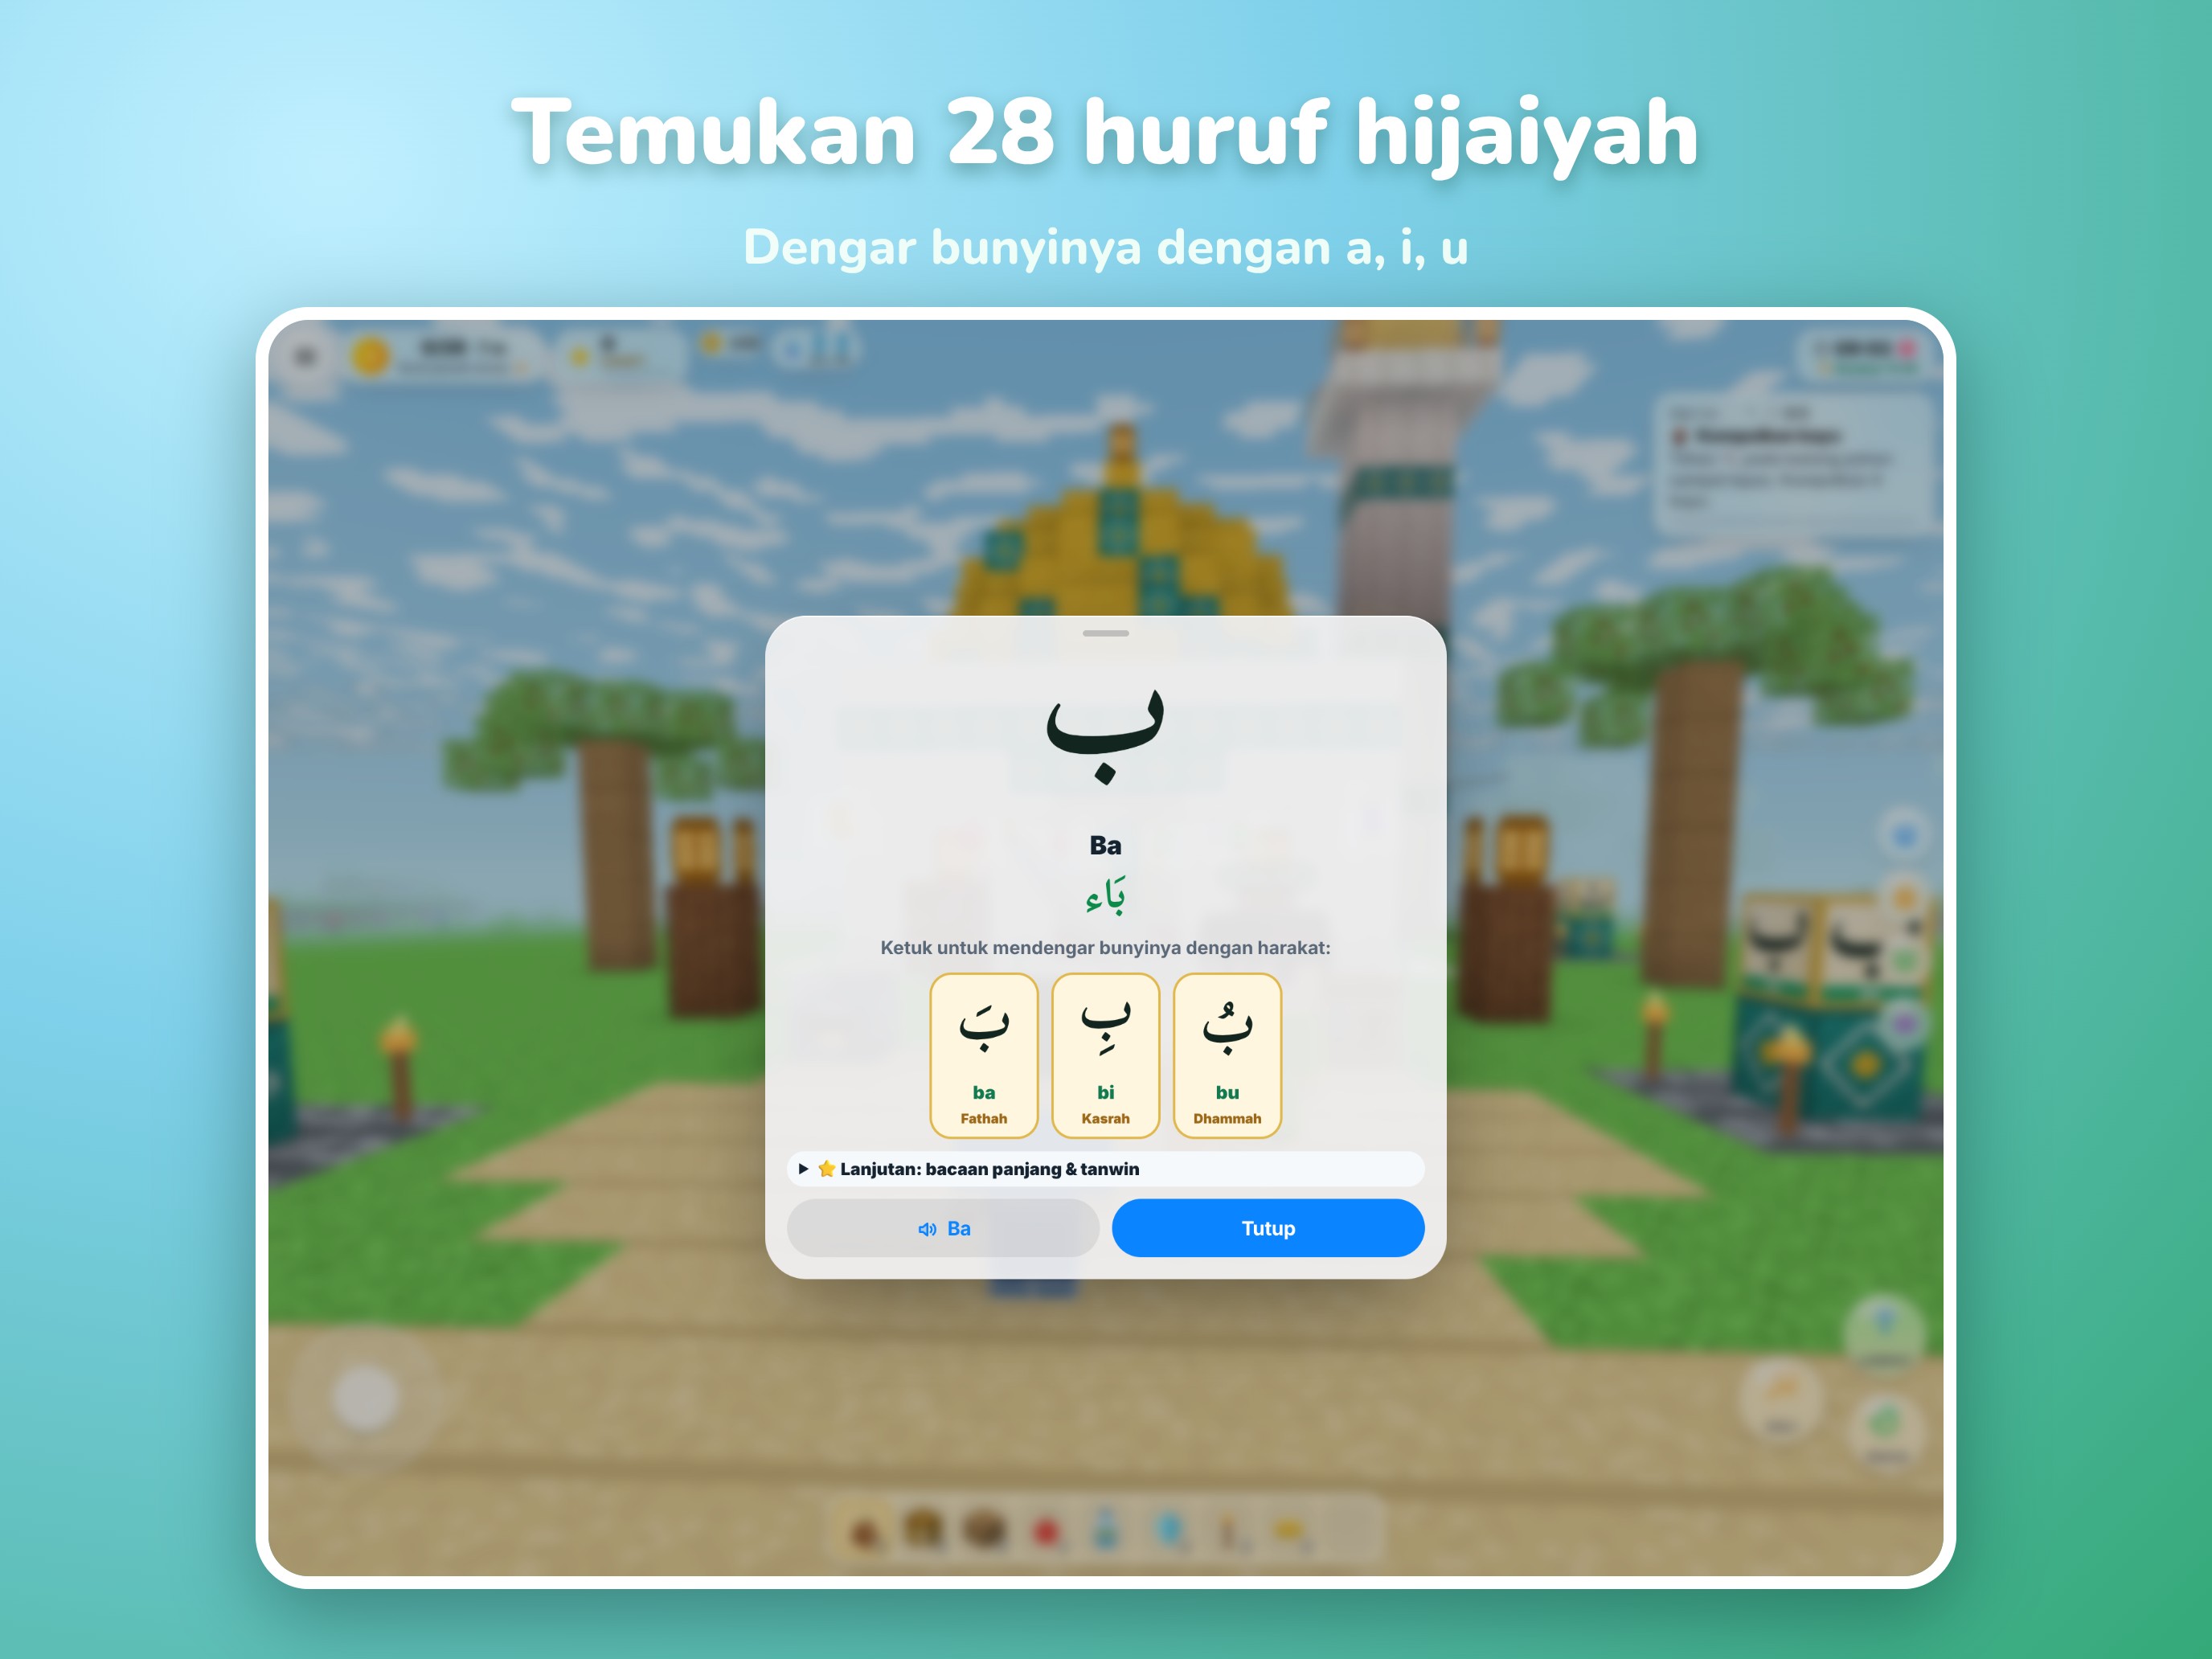 Temukan 28 huruf hijaiyah
Dengar bunyinya dengan a, i, u
ب
Ba
بَاء
Ketuk untuk mendengar bunyinya dengan harakat:
بَ بِ بُ
ba bi bu
Fathah Kasrah Dhammah
Lanjutan: bacaan panjang & tanwin
Ba Tutup